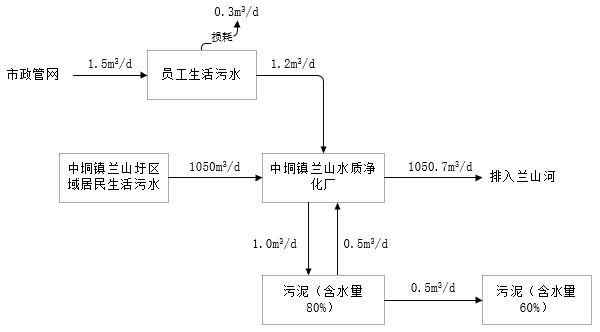 0.3m³/d
损耗
市政管网
1.5m³/d
员工生活污水
1.2m³/d
中垌镇兰山圩区
域居民生活污水
1050m³/d
中垌镇兰山水质净
化厂
1050.7m³/d
排入兰山河
1.0m³/d
0.5m³/d
污泥（含水量
80%）
0.5m³/d
污泥（含水量
60%）